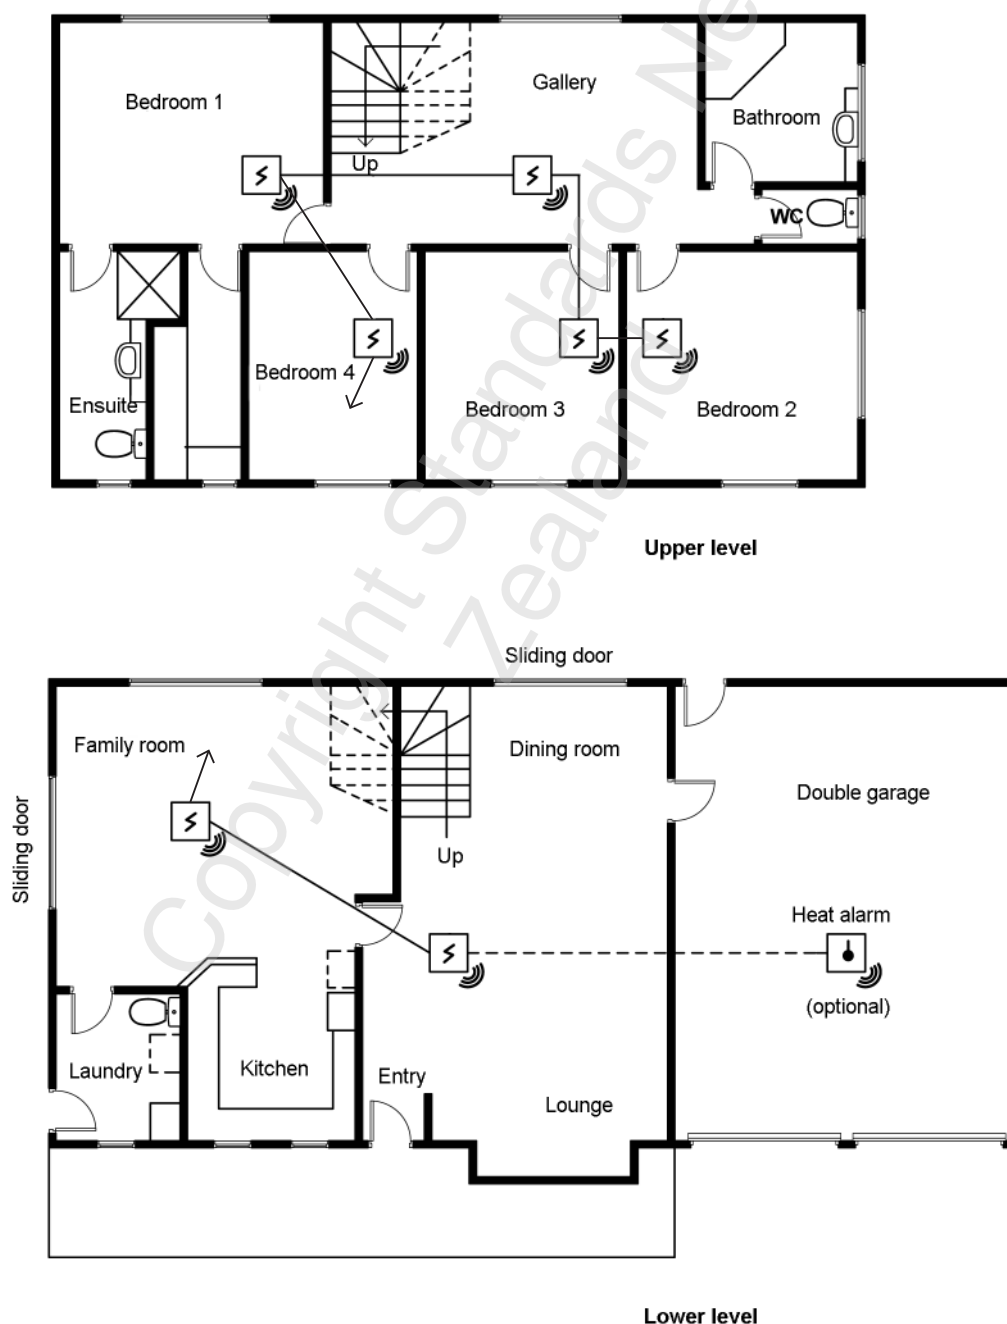 Bedroom 1
Gallery
Bathroom
Up
WC
Bedroom 4
Ensuite
Bedroom 3
Bedroom 2
Upper level
Sliding door
Family room
Dining room
Double garage
Sliding door
Up
Heat alarm
(optional)
Laundry
Kitchen
Entry
Lounge
Lower level
Copyright Standards Ne
Zealand